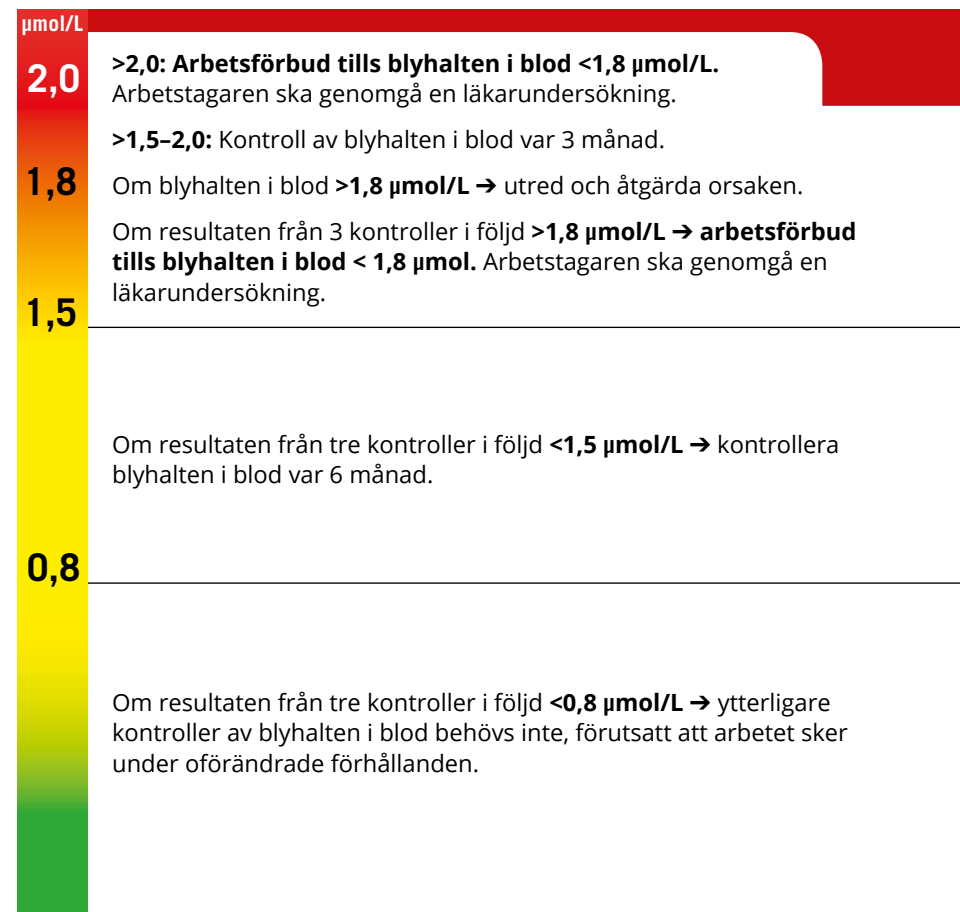 µmol/L
2,0
>2,0: Arbetsförbud tills blyhalten i blod <1,8 µmol/L.
Arbetstagaren ska genomgå en läkarundersökning.
>1,5–2,0: Kontroll av blyhalten i blod var 3 månad.
1,8
Om blyhalten i blod >1,8 µmol/L ➔ utred och åtgärda orsaken.
Om resultaten från 3 kontroller i följd >1,8 µmol/L ➔ arbetsförbud
tills blyhalten i blod < 1,8 µmol. Arbetstagaren ska genomgå en
läkarundersökning.
1,5
Om resultaten från tre kontroller i följd <1,5 µmol/L ➔ kontrollera
blyhalten i blod var 6 månad.
0,8
Om resultaten från tre kontroller i följd <0,8 µmol/L ➔ ytterligare
kontroller av blyhalten i blod behövs inte, förutsatt att arbetet sker
under oförändrade förhållanden.